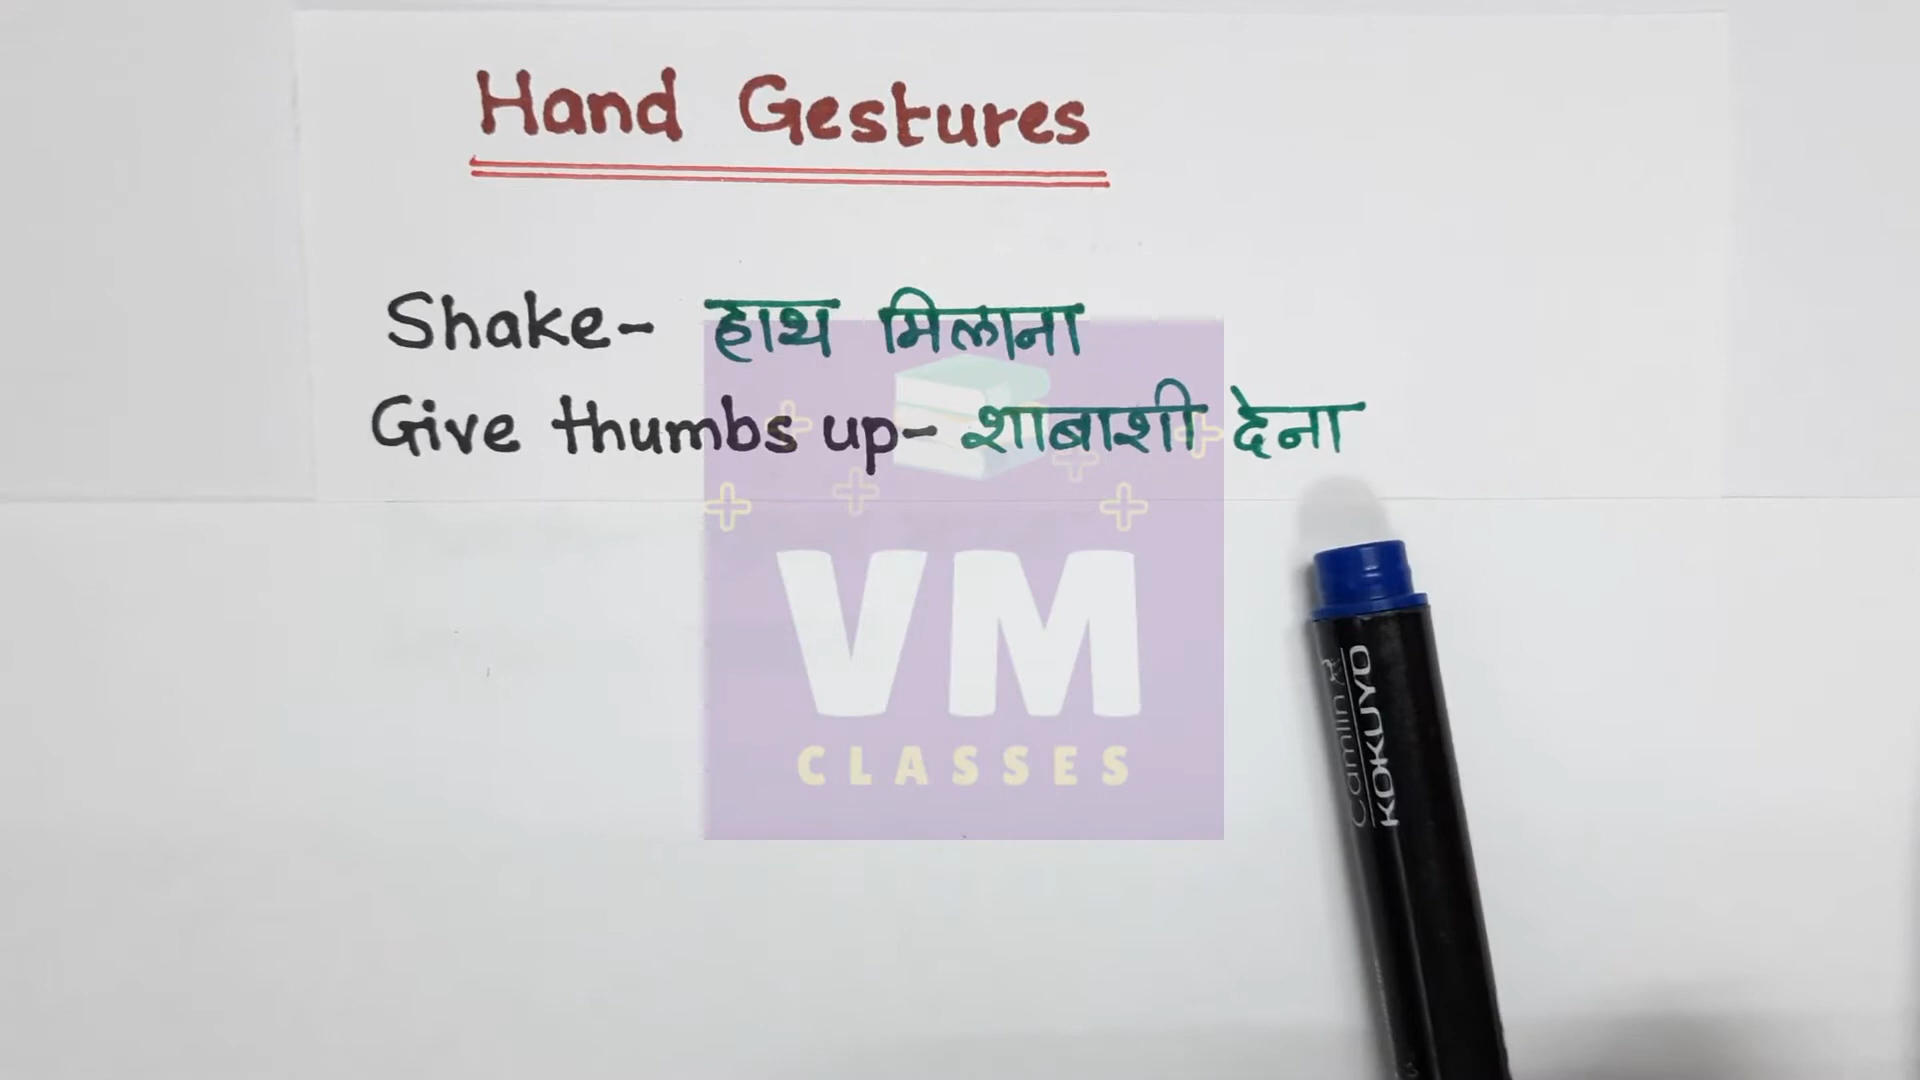 Hand Gestures
Shake- हाथ मिलाना
Give thumbs up- शाबाशी देना
VM
CLASSES
Camlin
KOKUYO